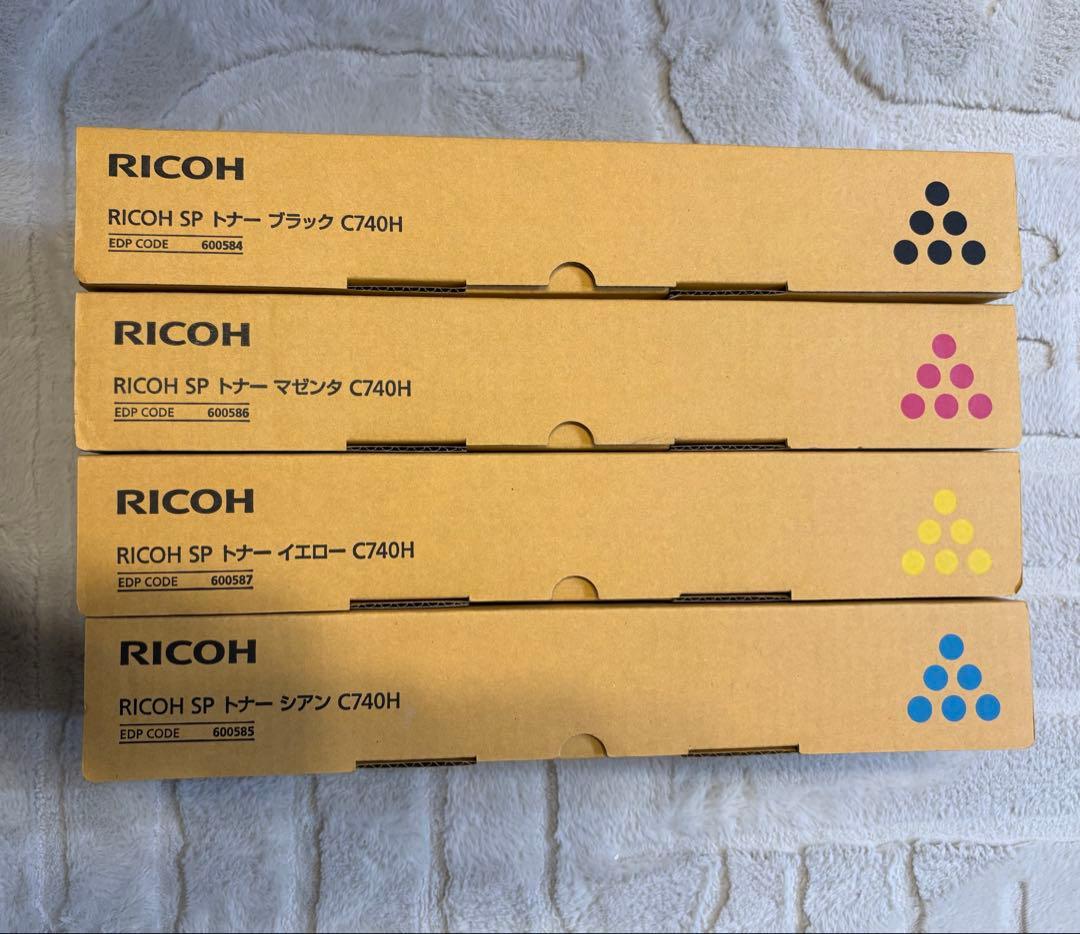 RICOH
RICOH SP トナー ブラック C740H
EDP CODE 600584
RICOH
RICOH SP トナー マゼンタ C740H
EDP CODE 600586
RICOH
RICOH SP トナー イエロー C740H
EDP CODE 600587
RICOH
RICOH SP トナー シアン C740H
EDP CODE 600585